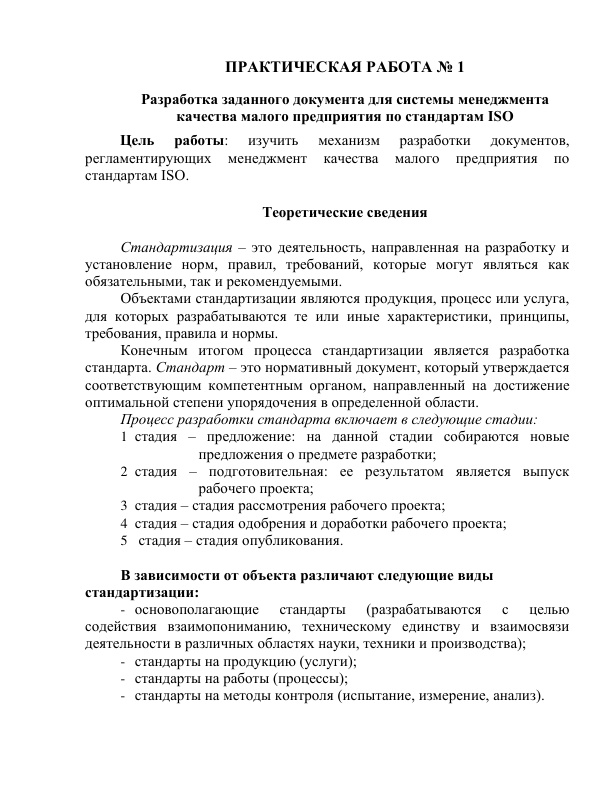 ПРАКТИЧЕСКАЯ РАБОТА № 1
Разработка заданного документа для системы менеджмента
качества малого предприятия по стандартам ISO
Цель работы: изучить механизм разработки документов,
регламентирующих менеджмент качества малого предприятия по
стандартам ISO.
Теоретические сведения
Стандартизация – это деятельность, направленная на разработку и
установление норм, правил, требований, которые могут являться как
обязательными, так и рекомендуемыми.
Объектами стандартизации являются продукция, процесс или услуга,
для которых разрабатываются те или иные характеристики, принципы,
требования, правила и нормы.
Конечным итогом процесса стандартизации является разработка
стандарта. Стандарт – это нормативный документ, который утверждается
соответствующим компетентным органом, направленный на достижение
оптимальной степени упорядочения в определенной области.
Процесс разработки стандарта включает в следующие стадии:
1 стадия – предложение: на данной стадии собираются новые
предложения о предмете разработки;
2 стадия – подготовительная: ее результатом является выпуск
рабочего проекта;
3 стадия – стадия рассмотрения рабочего проекта;
4 стадия – стадия одобрения и доработки рабочего проекта;
5 стадия – стадия опубликования.
В зависимости от объекта различают следующие виды
стандартизации:
- основополагающие стандарты (разрабатываются с целью
содействия взаимопониманию, техническому единству и взаимосвязи
деятельности в различных областях науки, техники и производства);
- стандарты на продукцию (услуги);
- стандарты на работы (процессы);
- стандарты на методы контроля (испытание, измерение, анализ).